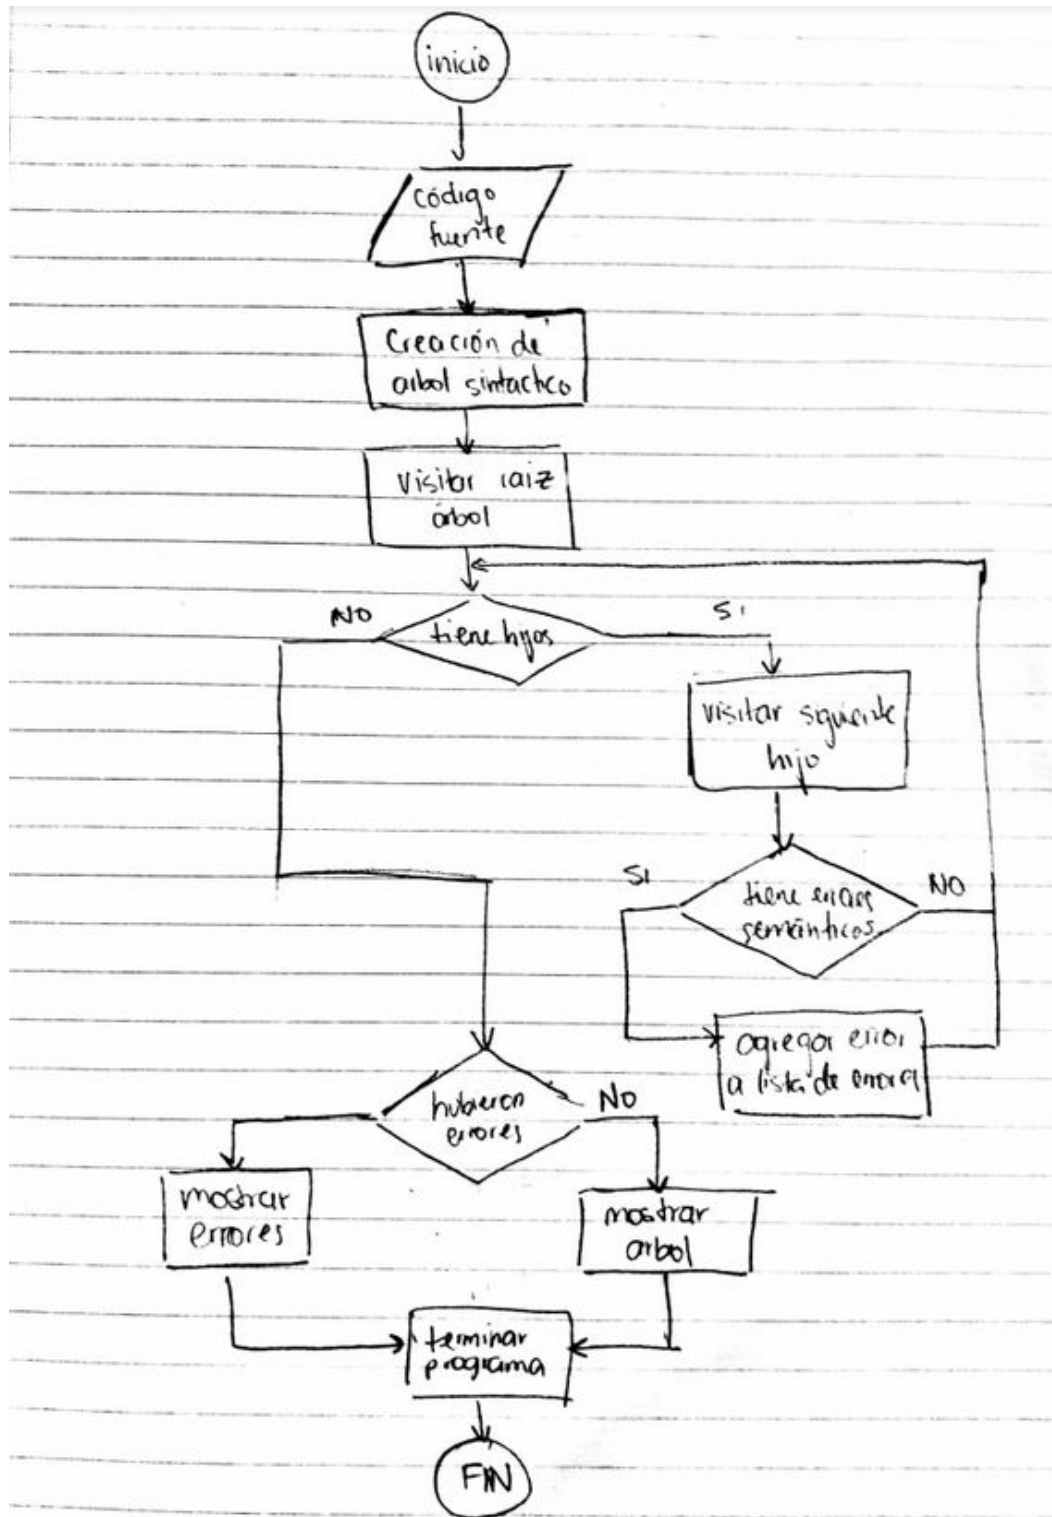 inicio
código
fuente
Creación de
arbol sintactico
Visitar raiz
árbol
NO
SI
tiene hijos
visitar siguiente
hijo
SI
NO
tiene errores
semánticos
agregar error
a lista de errores
hubieron
errores
NO
mostrar
errores
mostrar
arbol
terminar
programa
FIN